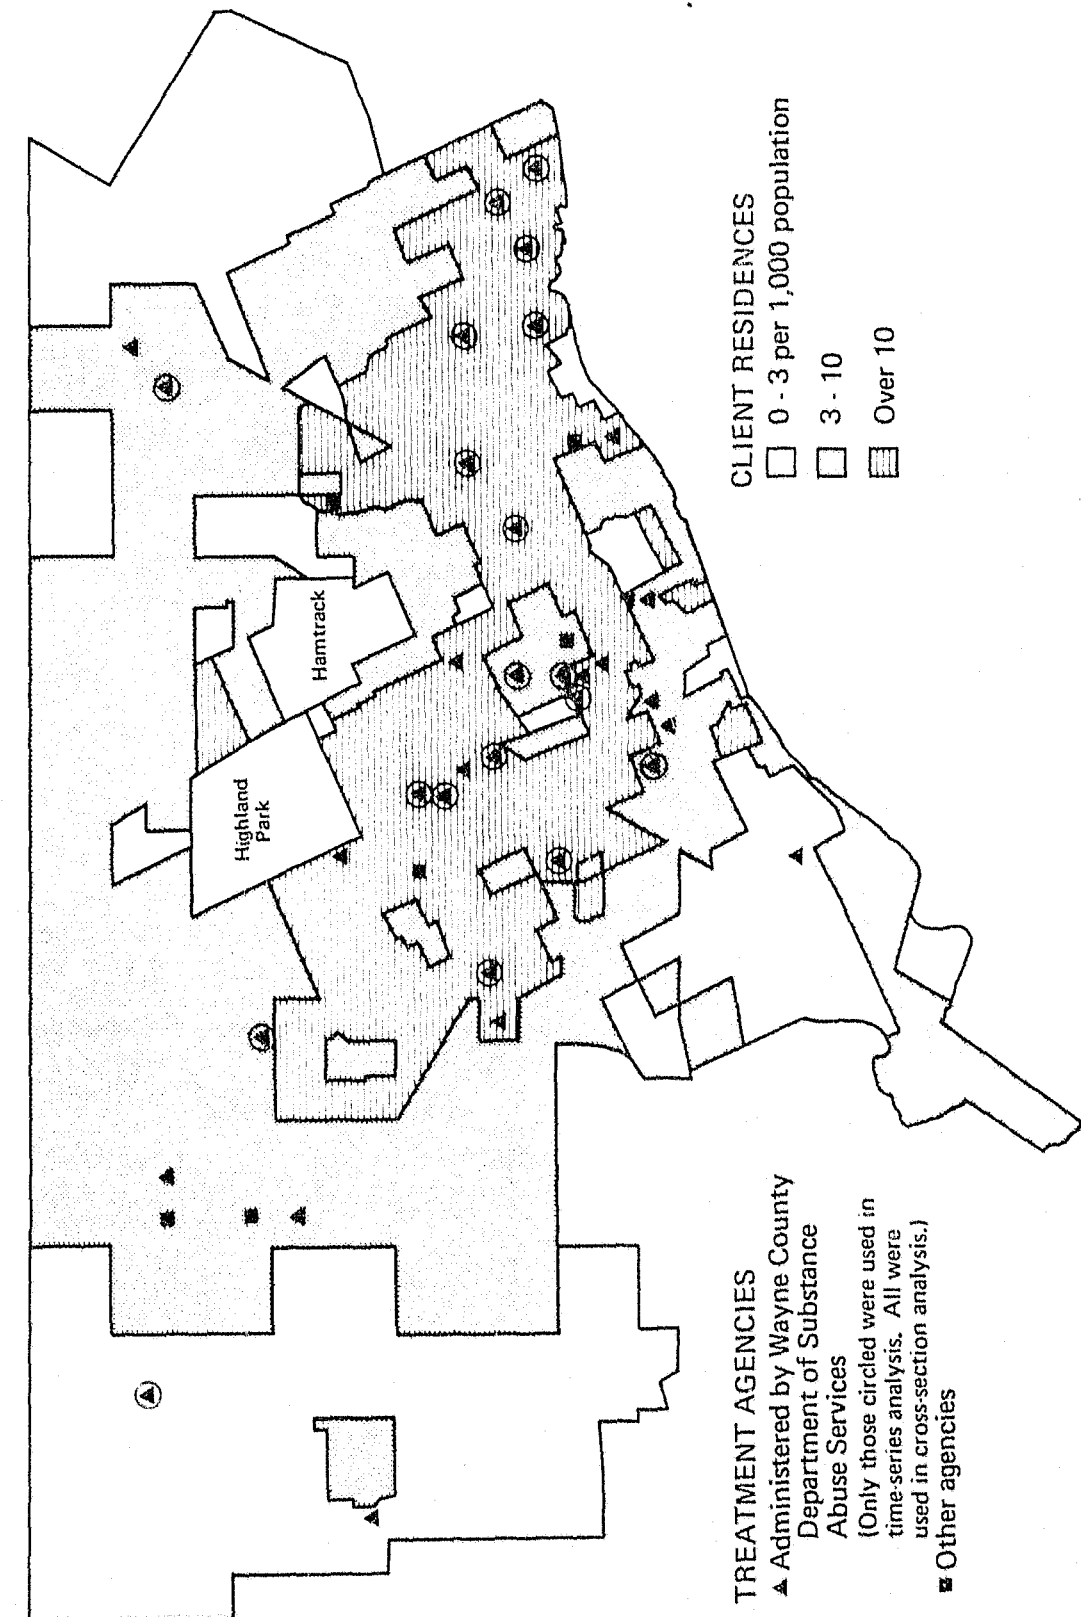 Highland
Park
Hamtrack
TREATMENT AGENCIES
Administered by Wayne County
Department of Substance
Abuse Services
(Only those circled were used in
time-series analysis. All were
used in cross-section analysis.)
Other agencies
CLIENT RESIDENCES
0 - 3 per 1,000 population
3 - 10
Over 10